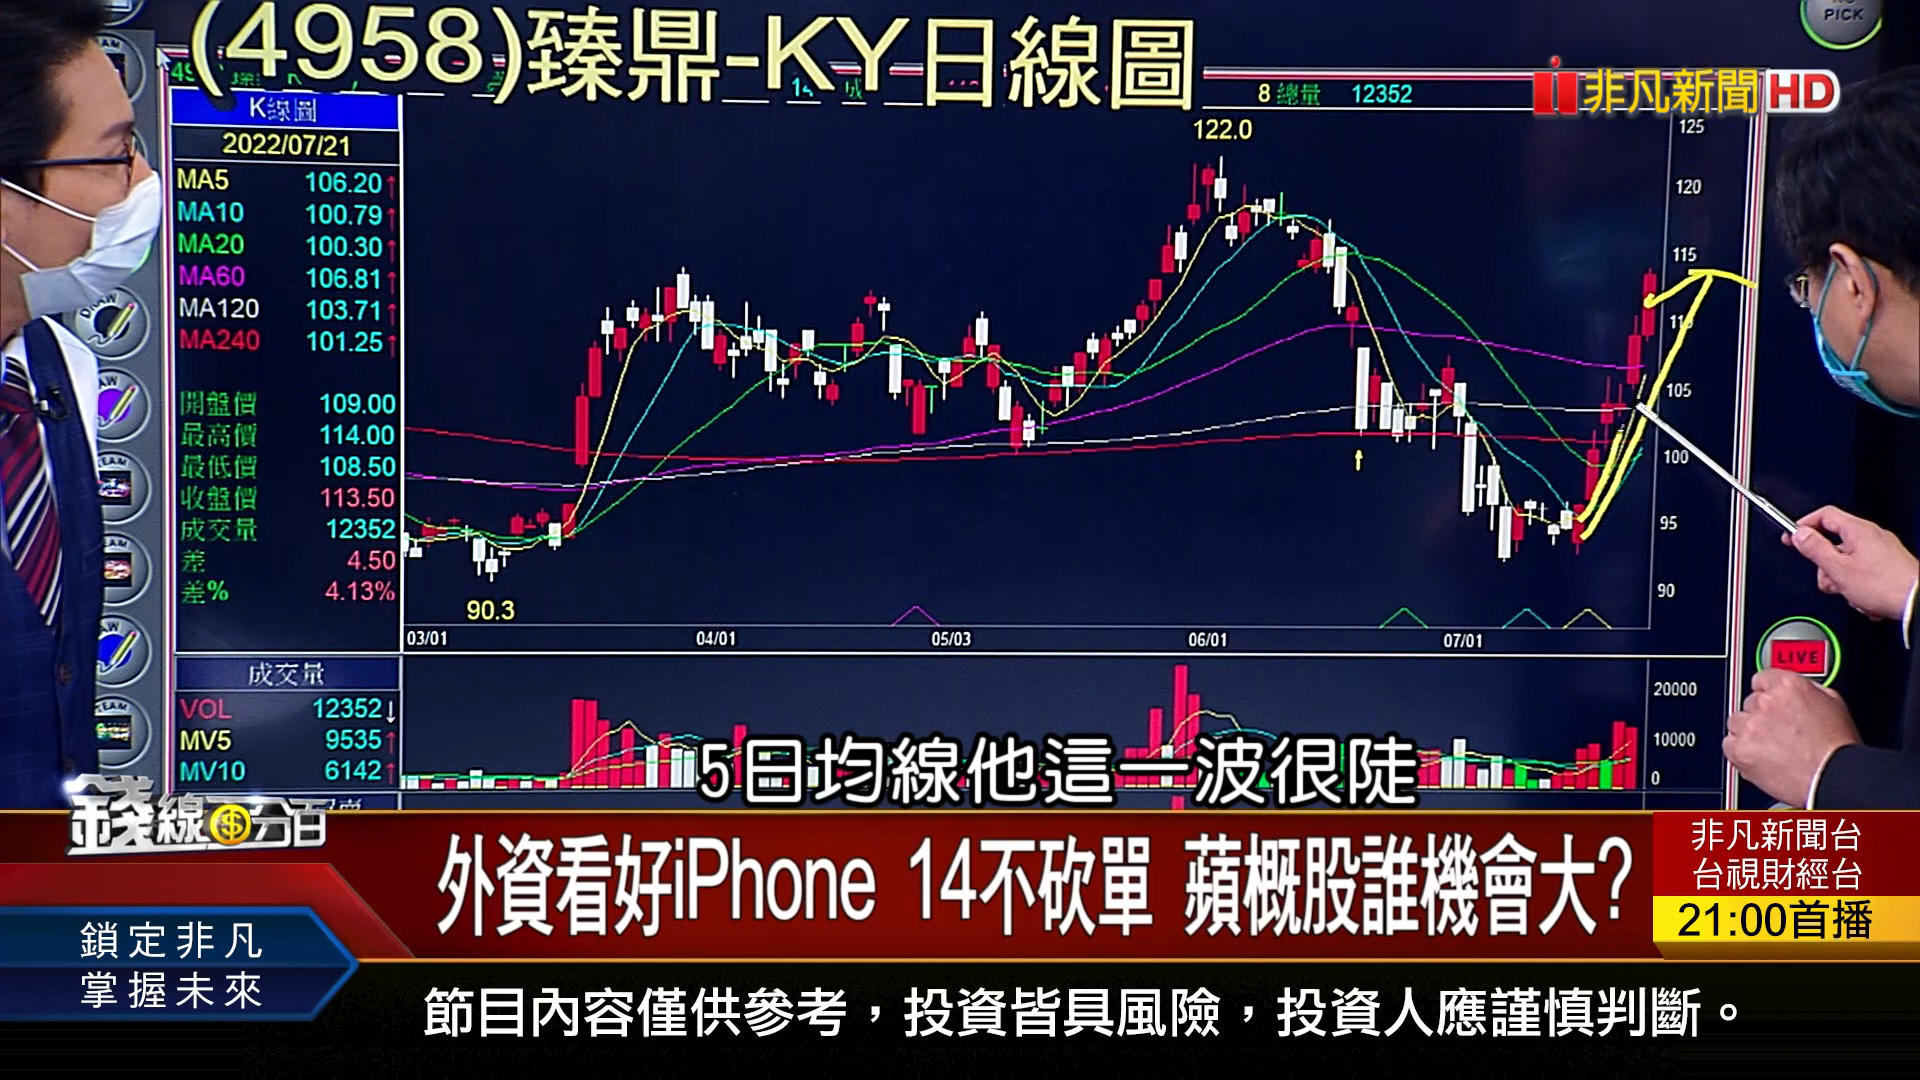 (4958)臻鼎-KY日線圖
PICK
非凡新聞HD
8 總量 12352
K線圖
2022/07/21
MA5 106.20↑
MA10 100.79↑
MA20 100.30↑
MA60 106.81↑
MA120 103.71↑
MA240 101.25↑
開盤價 109.00
最高價 114.00
最低價 108.50
收盤價 113.50
成交量 12352
差 4.50
差% 4.13%
122.0
90.3
125
120
115
105
100
95
90
03/01 04/01 05/03 06/01 07/01
LIVE
成交量
VOL 12352↓
MV5 9535↑
MV10 6142↑
20000
10000
0
5日均線他這一波很陡
錢線百分百
外資看好iPhone 14不砍單 蘋概股誰機會大?
非凡新聞台
台視財經台
21:00首播
鎖定非凡
掌握未來
節目內容僅供參考，投資皆具風險，投資人應謹慎判斷。